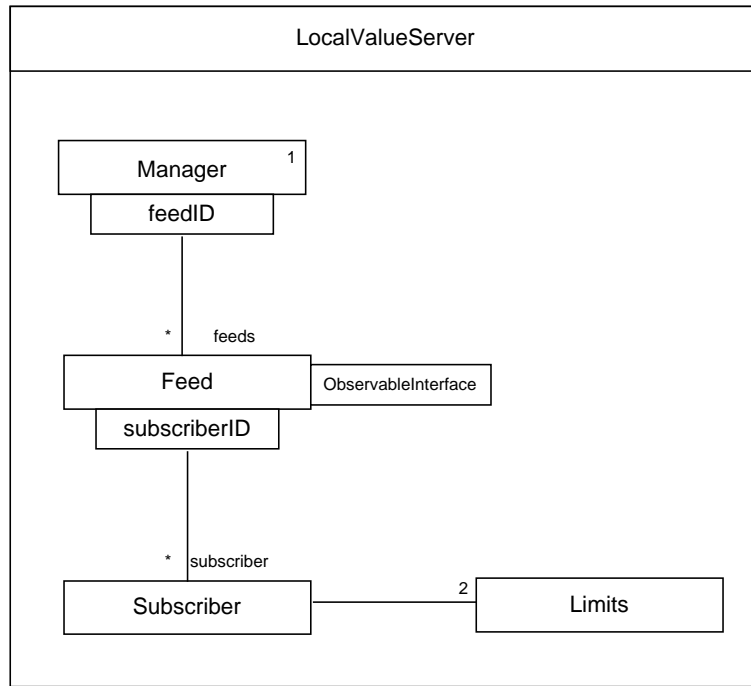 LocalValueServer
Manager
1
feedID
*
feeds
Feed
ObservableInterface
subscriberID
*
subscriber
Subscriber
2
Limits